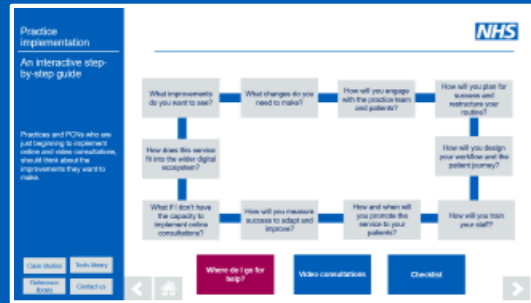 Practice
implementation
An interactive step-
by-step guide
Practices and PCNs who are
just beginning to implement
online and video consultations,
should think about the
improvements they want to
make.
Case studies
Tools library
Reference
library
Contact us
NHS
What improvements
do you want to see?
What changes do you
need to make?
How will you engage
with the practice team
and patients?
How will you plan for
success and
restructure your
routine?
How does this service
fit into the wider digital
ecosystem?
How will you design
your workflow and the
patient journey?
What if I don't have
the capacity to
implement online
consultations?
How will you measure
success to adapt and
improve?
How and when will
you promote the
service to your
patients?
How will you train
your staff?
Where do I go for
help?
Video consultations
Checklist